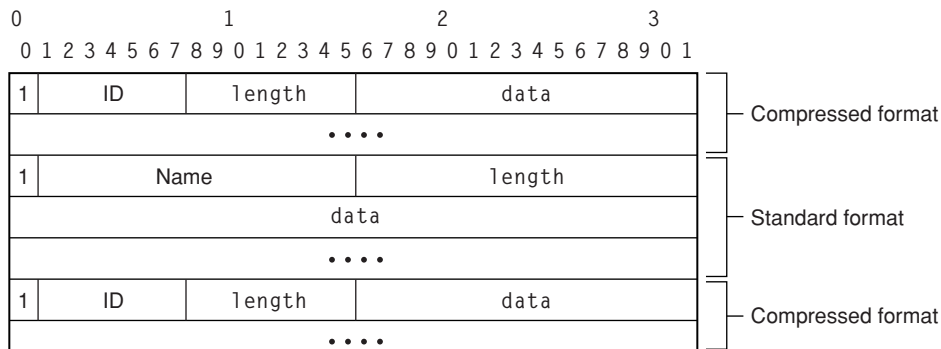 0 1 2 3
0 1 2 3 4 5 6 7 8 9 0 1 2 3 4 5 6 7 8 9 0 1 2 3 4 5 6 7 8 9 0 1
1 ID length data
• • • •
Compressed format
1 Name length
data
• • • •
Standard format
1 ID length data
• • • •
Compressed format